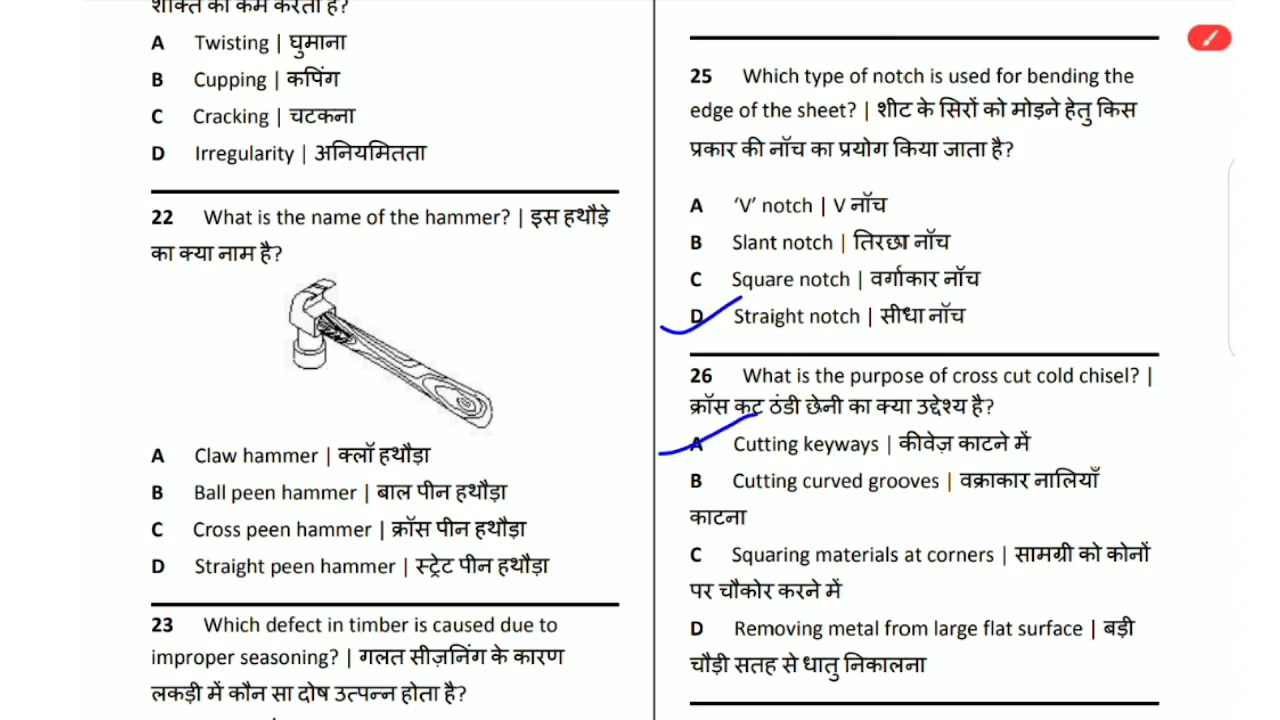 शक्ति को कम करता है?
A Twisting | घुमाना
B Cupping | कपिंग
C Cracking | चटकना
D Irregularity | अनियमितता
22 What is the name of the hammer? | इस हथौड़े
का क्या नाम है?
A Claw hammer | क्लॉ हथौड़ा
B Ball peen hammer | बाल पीन हथौड़ा
C Cross peen hammer | क्रॉस पीन हथौड़ा
D Straight peen hammer | स्ट्रेट पीन हथौड़ा
23 Which defect in timber is caused due to
improper seasoning? | गलत सीज़निंग के कारण
लकड़ी में कौन सा दोष उत्पन्न होता है?
25 Which type of notch is used for bending the
edge of the sheet? | शीट के सिरों को मोड़ने हेतु किस
प्रकार की नॉच का प्रयोग किया जाता है?
A ‘V’ notch | V नॉच
B Slant notch | तिरछा नॉच
C Square notch | वर्गाकार नॉच
D Straight notch | सीधा नॉच
26 What is the purpose of cross cut cold chisel? |
क्रॉस कट ठंडी छेनी का क्या उद्देश्य है?
A Cutting keyways | कीवेज़ काटने में
B Cutting curved grooves | वक्राकार नालियाँ
काटना
C Squaring materials at corners | सामग्री को कोनों
पर चौकोर करने में
D Removing metal from large flat surface | बड़ी
चौड़ी सतह से धातु निकालना